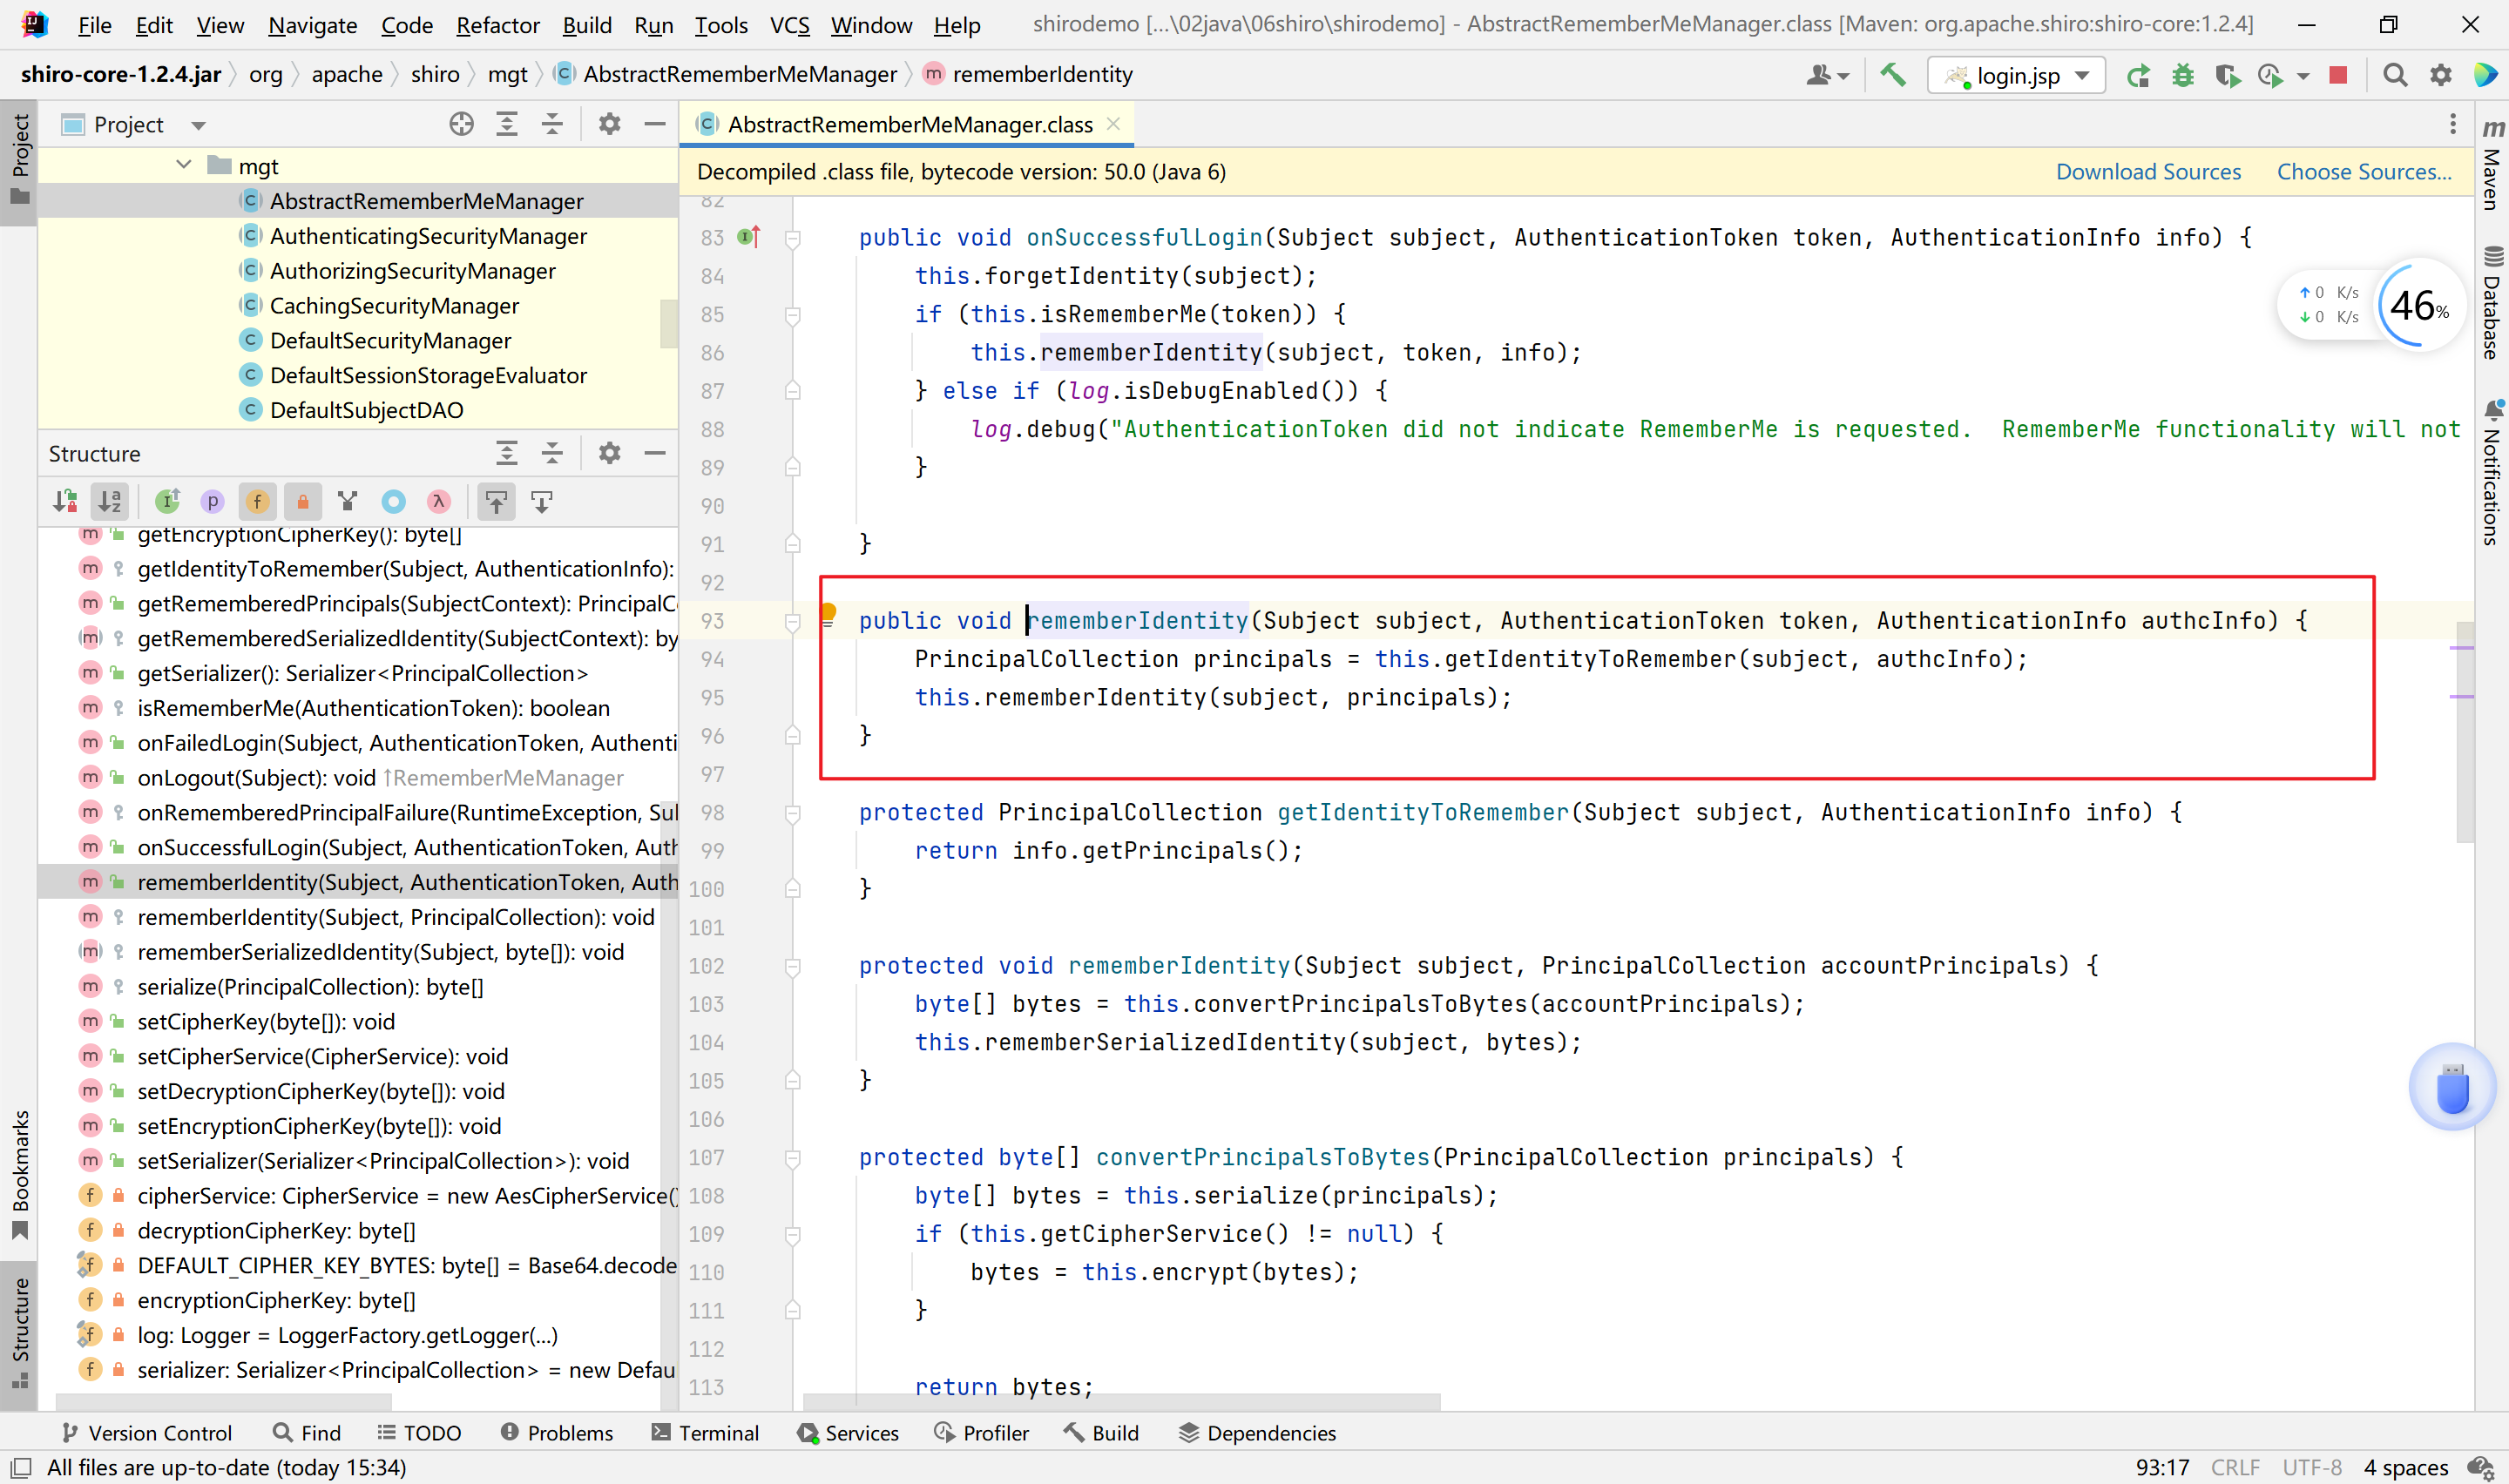 File Edit View Navigate Code Refactor Build Run Tools VCS Window Help shirodemo [...\02java\06shiro\shirodemo] - AbstractRememberMeManager.class [Maven: org.apache.shiro:shiro-core:1.2.4]
shiro-core-1.2.4.jar org apache shiro mgt AbstractRememberMeManager rememberIdentity login.jsp
Project
Project
mgt
AbstractRememberMeManager
AuthenticatingSecurityManager
AuthorizingSecurityManager
CachingSecurityManager
DefaultSecurityManager
DefaultSessionStorageEvaluator
DefaultSubjectDAO
Structure
getEncryptionCipherKey(): byte[]
getIdentityToRemember(Subject, AuthenticationInfo):
getRememberedPrincipals(SubjectContext): PrincipalC
getRememberedSerializedIdentity(SubjectContext): by
getSerializer(): Serializer<PrincipalCollection>
isRememberMe(AuthenticationToken): boolean
onFailedLogin(Subject, AuthenticationToken, Authenti
onLogout(Subject): void ↑RememberMeManager
onRememberedPrincipalFailure(RuntimeException, Sul
onSuccessfulLogin(Subject, AuthenticationToken, Auth
rememberIdentity(Subject, AuthenticationToken, Auth
rememberIdentity(Subject, PrincipalCollection): void
rememberSerializedIdentity(Subject, byte[]): void
serialize(PrincipalCollection): byte[]
setCipherKey(byte[]): void
setCipherService(CipherService): void
setDecryptionCipherKey(byte[]): void
setEncryptionCipherKey(byte[]): void
setSerializer(Serializer<PrincipalCollection>): void
cipherService: CipherService = new AesCipherService()
decryptionCipherKey: byte[]
DEFAULT_CIPHER_KEY_BYTES: byte[] = Base64.decode
encryptionCipherKey: byte[]
log: Logger = LoggerFactory.getLogger(...)
serializer: Serializer<PrincipalCollection> = new Defau
Bookmarks
Structure
AbstractRememberMeManager.class
Decompiled .class file, bytecode version: 50.0 (Java 6) Download Sources Choose Sources...
82
83 public void onSuccessfulLogin(Subject subject, AuthenticationToken token, AuthenticationInfo info) {
84 this.forgetIdentity(subject);
85 if (this.isRememberMe(token)) {
86 this.rememberIdentity(subject, token, info);
87 } else if (log.isDebugEnabled()) {
88 log.debug("AuthenticationToken did not indicate RememberMe is requested.  RememberMe functionality will not
89 }
90
91 }
92
93 public void rememberIdentity(Subject subject, AuthenticationToken token, AuthenticationInfo authcInfo) {
94 PrincipalCollection principals = this.getIdentityToRemember(subject, authcInfo);
95 this.rememberIdentity(subject, principals);
96 }
97
98 protected PrincipalCollection getIdentityToRemember(Subject subject, AuthenticationInfo info) {
99 return info.getPrincipals();
100 }
101
102 protected void rememberIdentity(Subject subject, PrincipalCollection accountPrincipals) {
103 byte[] bytes = this.convertPrincipalsToBytes(accountPrincipals);
104 this.rememberSerializedIdentity(subject, bytes);
105 }
106
107 protected byte[] convertPrincipalsToBytes(PrincipalCollection principals) {
108 byte[] bytes = this.serialize(principals);
109 if (this.getCipherService() != null) {
110 bytes = this.encrypt(bytes);
111 }
112
113 return bytes;
↑ 0 K/s
↓ 0 K/s
46%
Maven
Database
Notifications
Version Control Find TODO Problems Terminal Services Profiler Build Dependencies
All files are up-to-date (today 15:34) 93:17 CRLF UTF-8 4 spaces